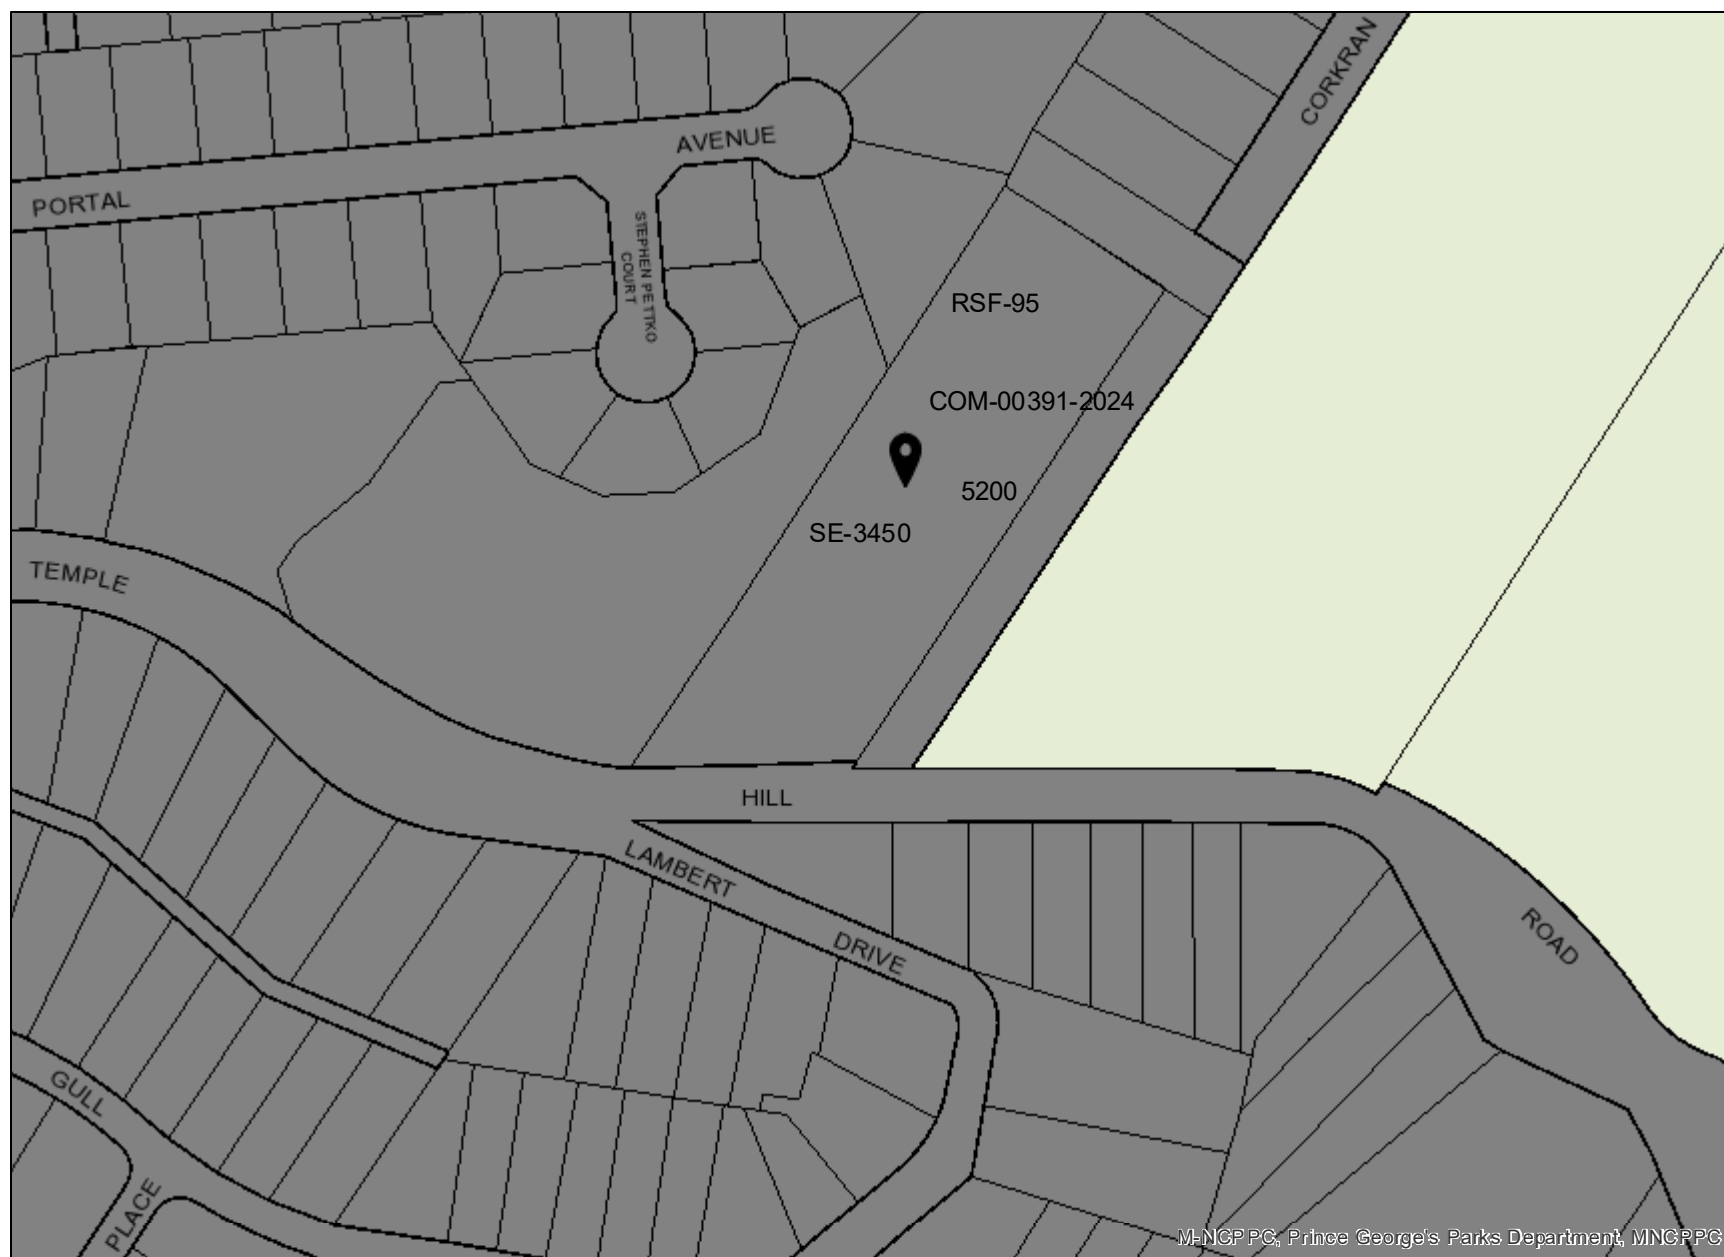 CORKRAN
AVENUE
PORTAL
STEPHEN PETTKO
COURT
RSF-95
COM-00391-2024
5200
SE-3450
TEMPLE
HILL
LAMBERT
DRIVE
ROAD
GULL
PLACE
M-NCPPC, Prince George's Parks Department, MNCPPC